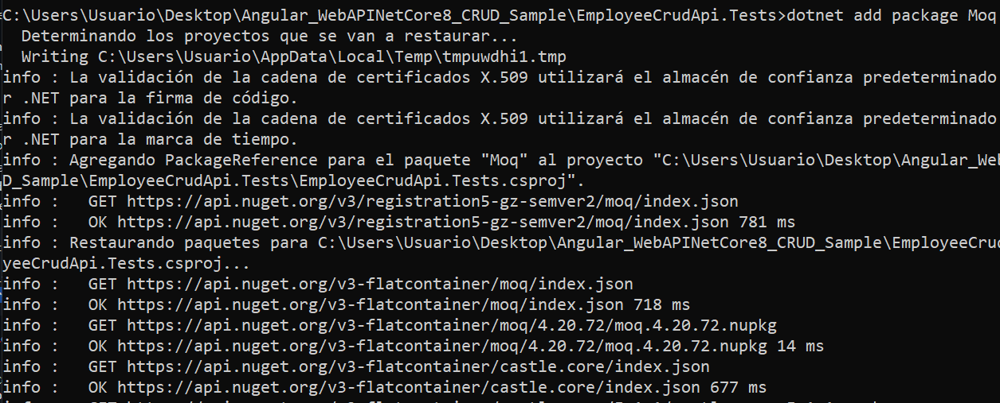 C:\Users\Usuario\Desktop\Angular_WebAPINetCore8_CRUD_Sample\EmployeeCrudApi.Tests>dotnet add package Moq
  Determinando los proyectos que se van a restaurar...
  Writing C:\Users\Usuario\AppData\Local\Temp\tmpuwdhi1.tmp
info : La validación de la cadena de certificados X.509 utilizará el almacén de confianza predeterminado
r .NET para la firma de código.
info : La validación de la cadena de certificados X.509 utilizará el almacén de confianza predeterminado
r .NET para la marca de tiempo.
info : Agregando PackageReference para el paquete "Moq" al proyecto "C:\Users\Usuario\Desktop\Angular_We
D_Sample\EmployeeCrudApi.Tests\EmployeeCrudApi.Tests.csproj".
info :   GET https://api.nuget.org/v3/registration5-gz-semver2/moq/index.json
info :   OK https://api.nuget.org/v3/registration5-gz-semver2/moq/index.json 781 ms
info : Restaurando paquetes para C:\Users\Usuario\Desktop\Angular_WebAPINetCore8_CRUD_Sample\EmployeeCrud
yeeCrudApi.Tests.csproj...
info :   GET https://api.nuget.org/v3-flatcontainer/moq/index.json
info :   OK https://api.nuget.org/v3-flatcontainer/moq/index.json 718 ms
info :   GET https://api.nuget.org/v3-flatcontainer/moq/4.20.72/moq.4.20.72.nupkg
info :   OK https://api.nuget.org/v3-flatcontainer/moq/4.20.72/moq.4.20.72.nupkg 14 ms
info :   GET https://api.nuget.org/v3-flatcontainer/castle.core/index.json
info :   OK https://api.nuget.org/v3-flatcontainer/castle.core/index.json 677 ms